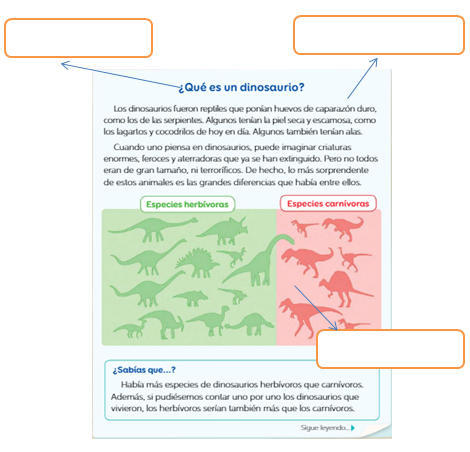 ¿Qué es un dinosaurio?
Los dinosaurios fueron reptiles que ponían huevos de caparazón duro,
como los de las serpientes. Algunos tenían la piel seca y escamosa, como
los lagartos y cocodrilos de hoy en día. Algunos también tenían alas.
Cuando uno piensa en dinosaurios, puede imaginar criaturas
enormes, feroces y aterradoras que ya se han extinguido. Pero no todos
eran de gran tamaño, ni terroríficos. De hecho, lo más sorprendente
de estos animales es las grandes diferencias que había entre ellos.
Especies herbívoras
Especies carnívoras
¿Sabías que...?
Había más especies de dinosaurios herbívoros que carnívoros.
Además, si pudiésemos contar uno por uno los dinosaurios que
vivieron, los herbívoros serían también más que los carnívoros.
Sigue leyendo...